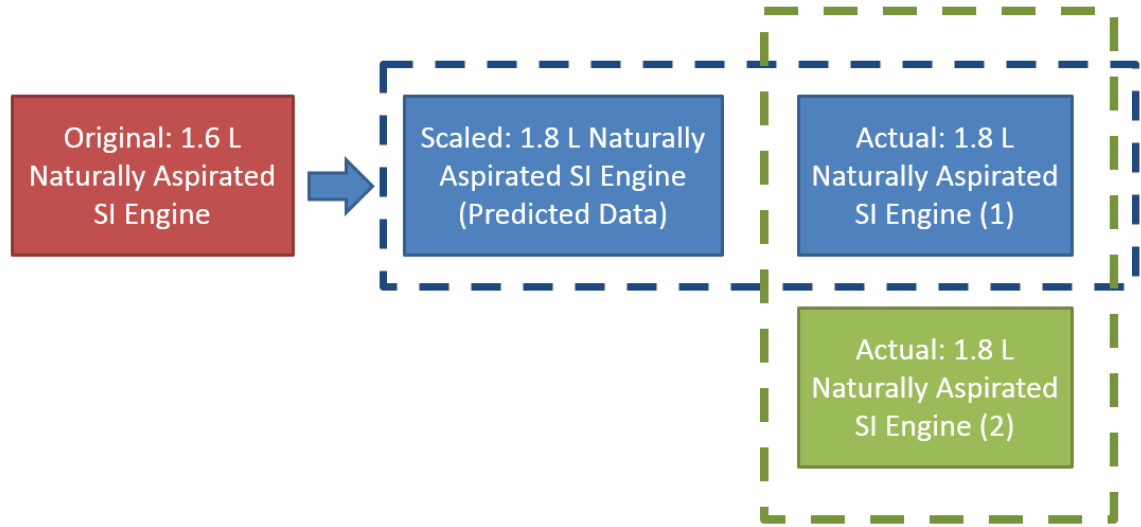 Original: 1.6 L
Naturally Aspirated
SI Engine
Scaled: 1.8 L Naturally
Aspirated SI Engine
(Predicted Data)
Actual: 1.8 L
Naturally Aspirated
SI Engine (1)
Actual: 1.8 L
Naturally Aspirated
SI Engine (2)